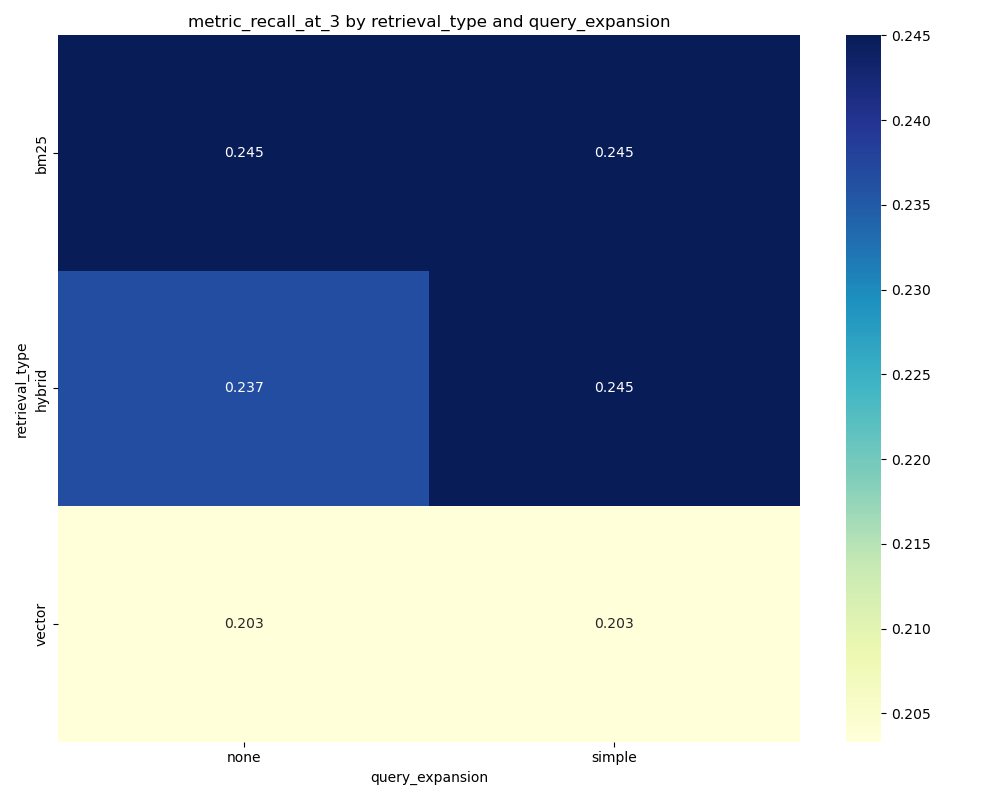 metric_recall_at_3 by retrieval_type and query_expansion
retrieval_type
bm25
0.245 0.245
hybrid
0.237 0.245
vector
0.203 0.203
none simple
query_expansion
0.245
0.240
0.235
0.230
0.225
0.220
0.215
0.210
0.205